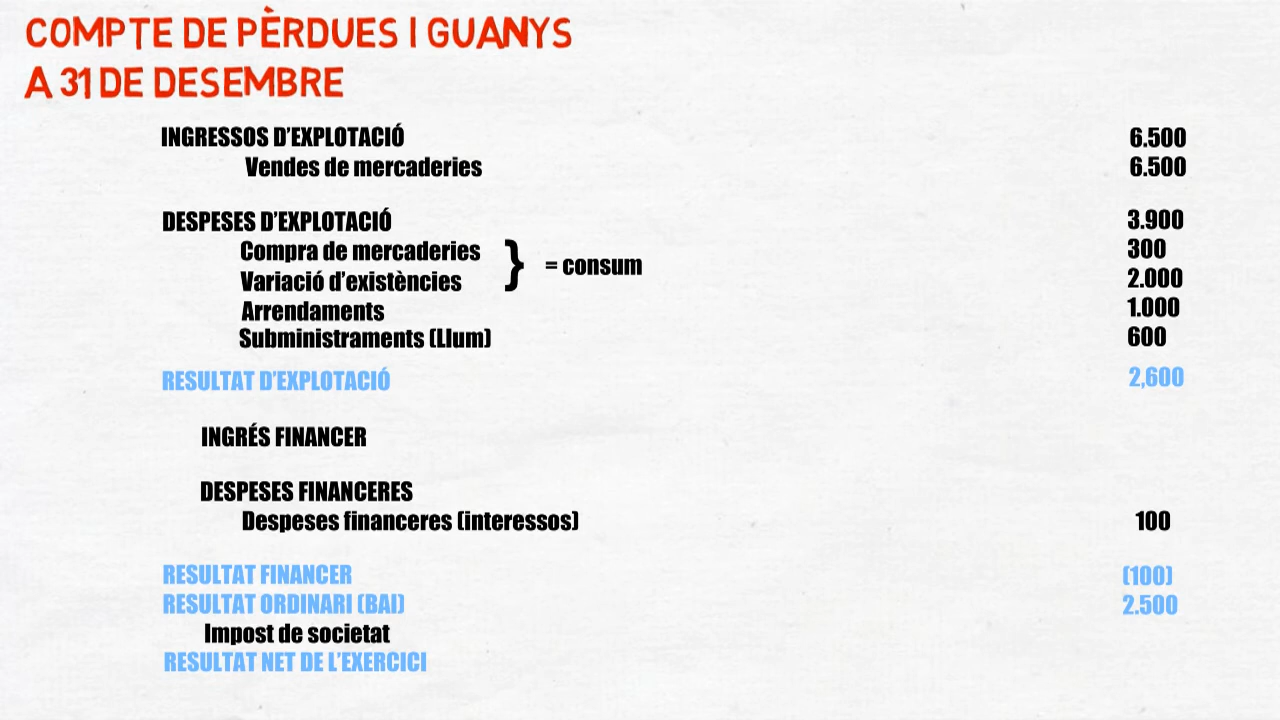 COMPTE DE PÈRDUES I GUANYS
A 31 DE DESEMBRE
INGRESSOS D'EXPLOTACIÓ 6.500
Vendes de mercaderies 6.500
DESPESES D'EXPLOTACIÓ 3.900
Compra de mercaderies 300
} = consum
Variació d'existències 2.000
Arrendaments 1.000
Subministraments (Llum) 600
RESULTAT D'EXPLOTACIÓ 2,600
INGRÉS FINANCER
DESPESES FINANCERES
Despeses financeres (interessos) 100
RESULTAT FINANCER (100)
RESULTAT ORDINARI (BAI) 2.500
Impost de societat
RESULTAT NET DE L'EXERCICI